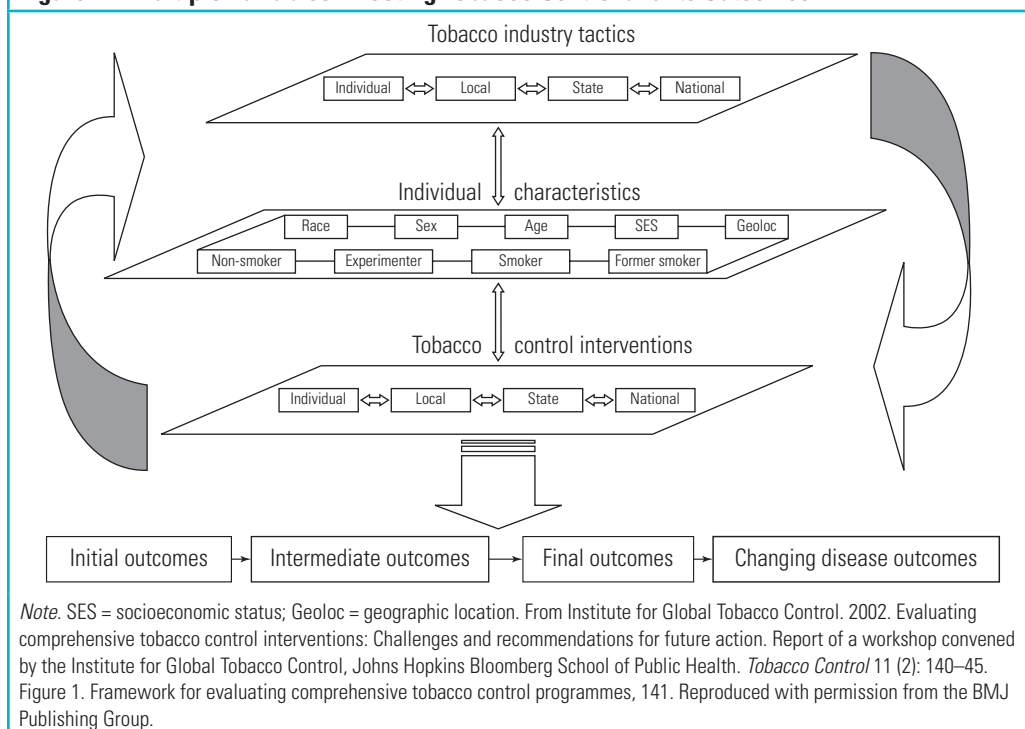 Tobacco industry tactics
Individual Local State National
Individual characteristics
Race Sex Age SES Geoloc
Non-smoker Experimenter Smoker Former smoker
Tobacco control interventions
Individual Local State National
Initial outcomes Intermediate outcomes Final outcomes Changing disease outcomes
Note. SES = socioeconomic status; Geoloc = geographic location. From Institute for Global Tobacco Control. 2002. Evaluating
comprehensive tobacco control interventions: Challenges and recommendations for future action. Report of a workshop convened
by the Institute for Global Tobacco Control, Johns Hopkins Bloomberg School of Public Health. Tobacco Control 11 (2): 140–45.
Figure 1. Framework for evaluating comprehensive tobacco control programmes, 141. Reproduced with permission from the BMJ
Publishing Group.